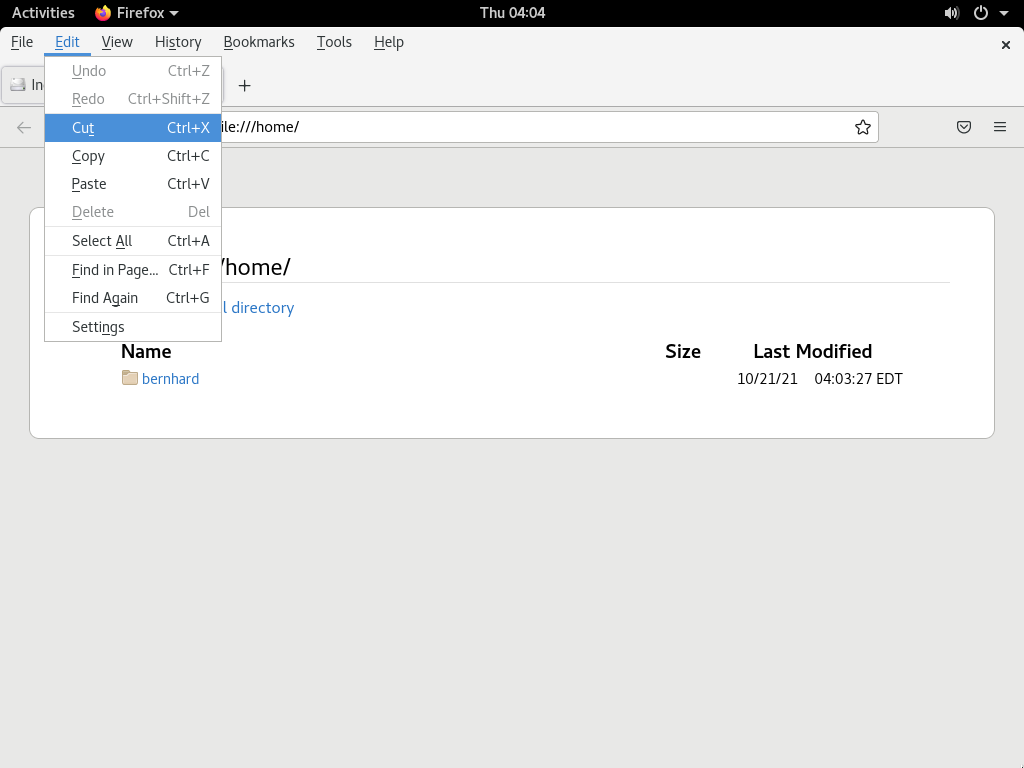 Activities Firefox Thu 04:04
File Edit View History Bookmarks Tools Help
Undo Ctrl+Z
Redo Ctrl+Shift+Z
Cut Ctrl+X
Copy Ctrl+C
Paste Ctrl+V
Delete Del
Select All Ctrl+A
Find in Page... Ctrl+F
Find Again Ctrl+G
Settings
ile:///home/
/home/
directory
Name Size Last Modified
bernhard 10/21/21 04:03:27 EDT